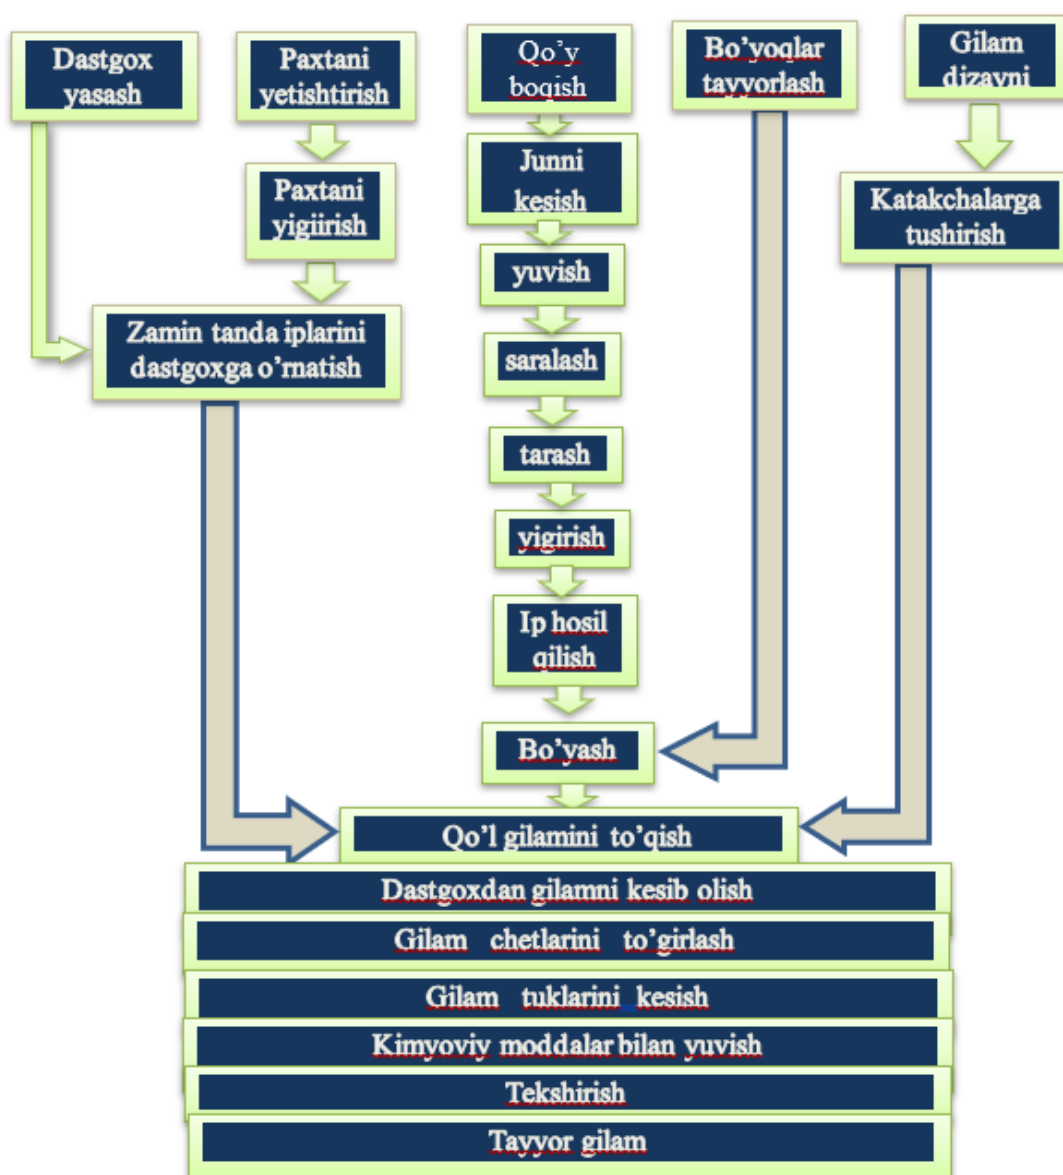 Dastgox
yasash
Paxtani
yetishtirish
Qo’y
boqish
Bo’yoqlar
tayyorlash
Gilam
dizayni
Junni
kesish
Paxtani
yigiirish
Katakchalarga
tushirish
yuvish
Zamin tanda iplarini
dastgoxga o’rnatish
saralash
tarash
yigirish
Ip hosil
qilish
Bo’yash
Qo’l gilamini to’qish
Dastgoxdan gilamni kesib olish
Gilam chetlarini to’girlash
Gilam tuklarini kesish
Kimyoviy moddalar bilan yuvish
Tekshirish
Tayyor gilam